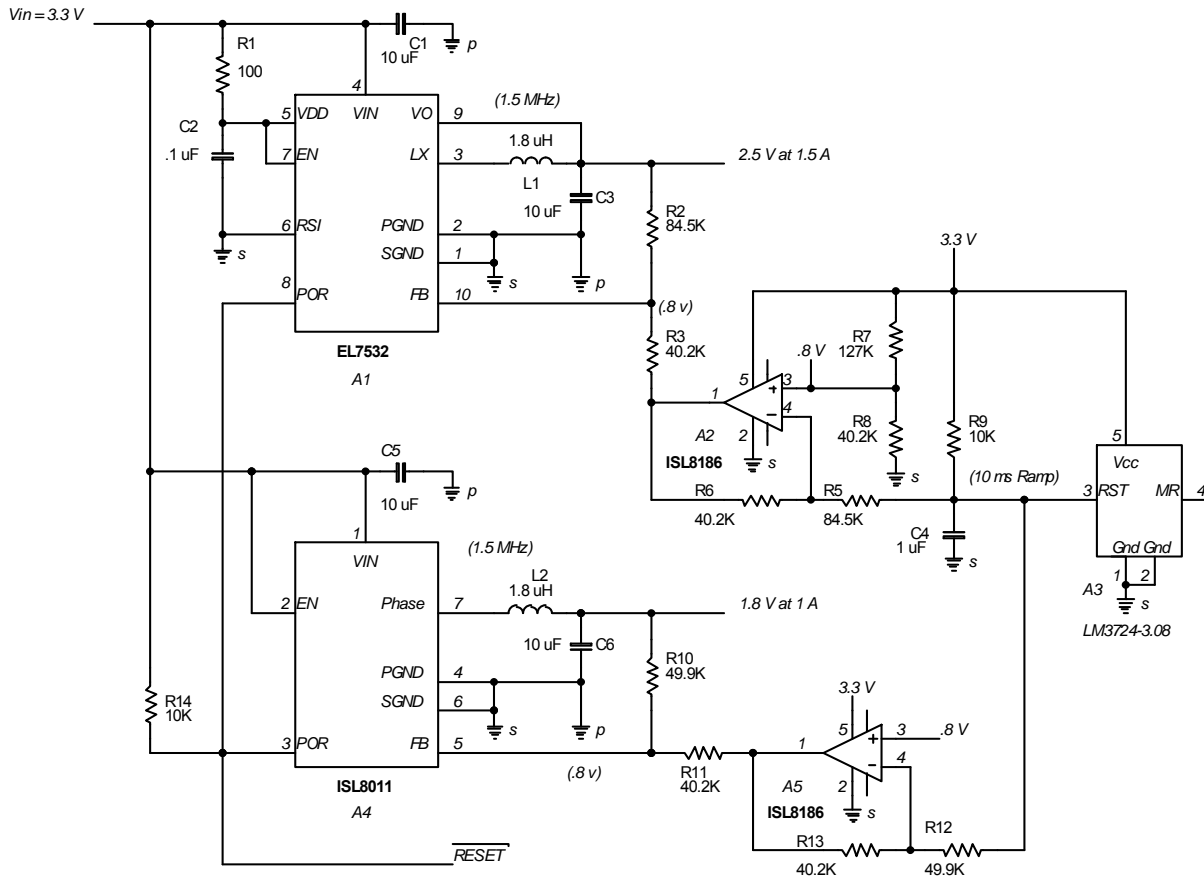 Vin = 3.3 V
R1
100
C1
10 uF
p
4
C2
.1 uF
5
VDD
VIN
VO
9
(1.5 MHz)
7
EN
LX
3
1.8 uH
L1
2.5 V at 1.5 A
10 uF
C3
R2
84.5K
6
RSI
PGND
2
SGND
1
s
s
p
8
POR
FB
10
(.8 v)
EL7532
A1
R3
40.2K
3.3 V
.8 V
R7
127K
1
5
3
+
–
4
2
A2
ISL8186
s
R8
40.2K
s
R9
10K
5
Vcc
(10 ms Ramp)
3
RST
MR
4
R6
40.2K
R5
84.5K
C4
1 uF
s
Gnd
Gnd
1
2
A3
s
LM3724-3.08
C5
10 uF
p
1
VIN
(1.5 MHz)
2
EN
Phase
7
L2
1.8 uH
1.8 V at 1 A
10 uF
C6
R10
49.9K
PGND
4
SGND
6
s
p
R14
10K
3
POR
FB
5
(.8 v)
ISL8011
A4
R11
40.2K
3.3 V
1
5
3
+
–
4
.8 V
2
A5
ISL8186
s
R13
40.2K
R12
49.9K
RESET